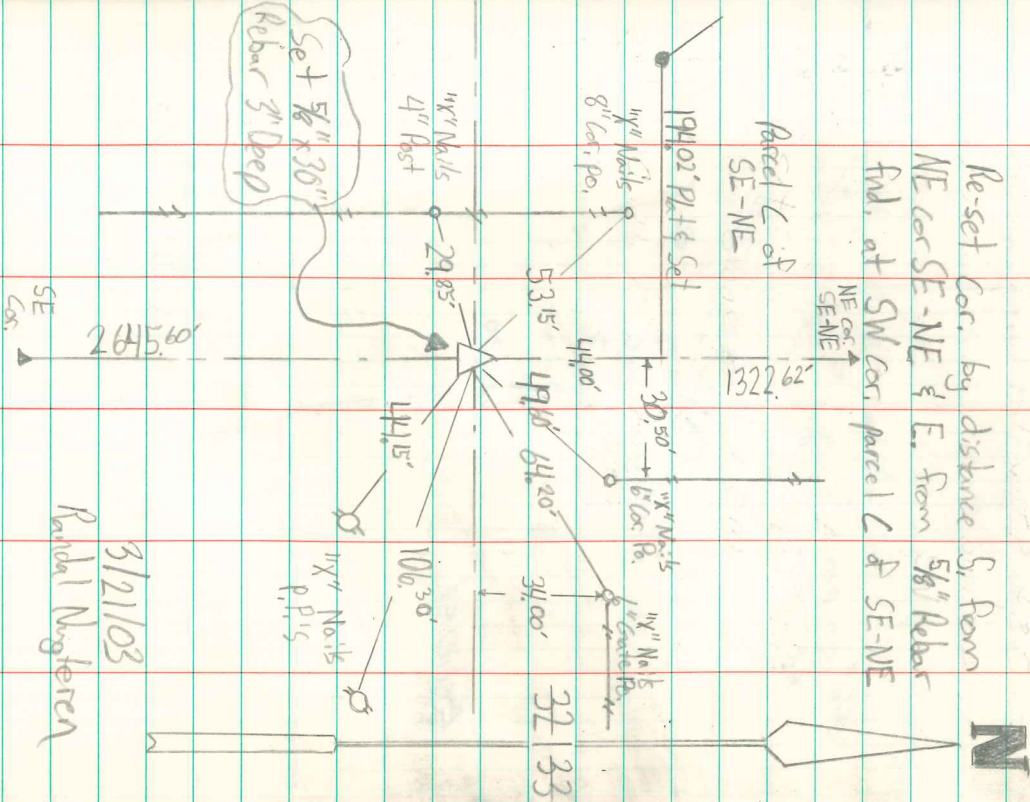 N
Re-set Cor. by distance S. from
NE cor SE-NE & E. from 5/8" Rebar
fnd. at SW Cor. parcel C of SE-NE
NE cor.
SE-NE
1322.62'
Parcel C of
SE-NE
194.02' Plat & Set
30.50'
"X" Nails
8" Cor. po.
"X" Nails
6" Cor. Po.
"X" Nails
Gate Po.
44.00'
53.15'
49.60'
64.20'
34.00'
32|33
"X" Nails
4" Post
29.85'
44.15'
106.30'
"X" Nails
p.p.'s
Set 5/8" x 30"
Rebar 3" Deep
2645.60'
SE
Cor.
3/21/03
Randal